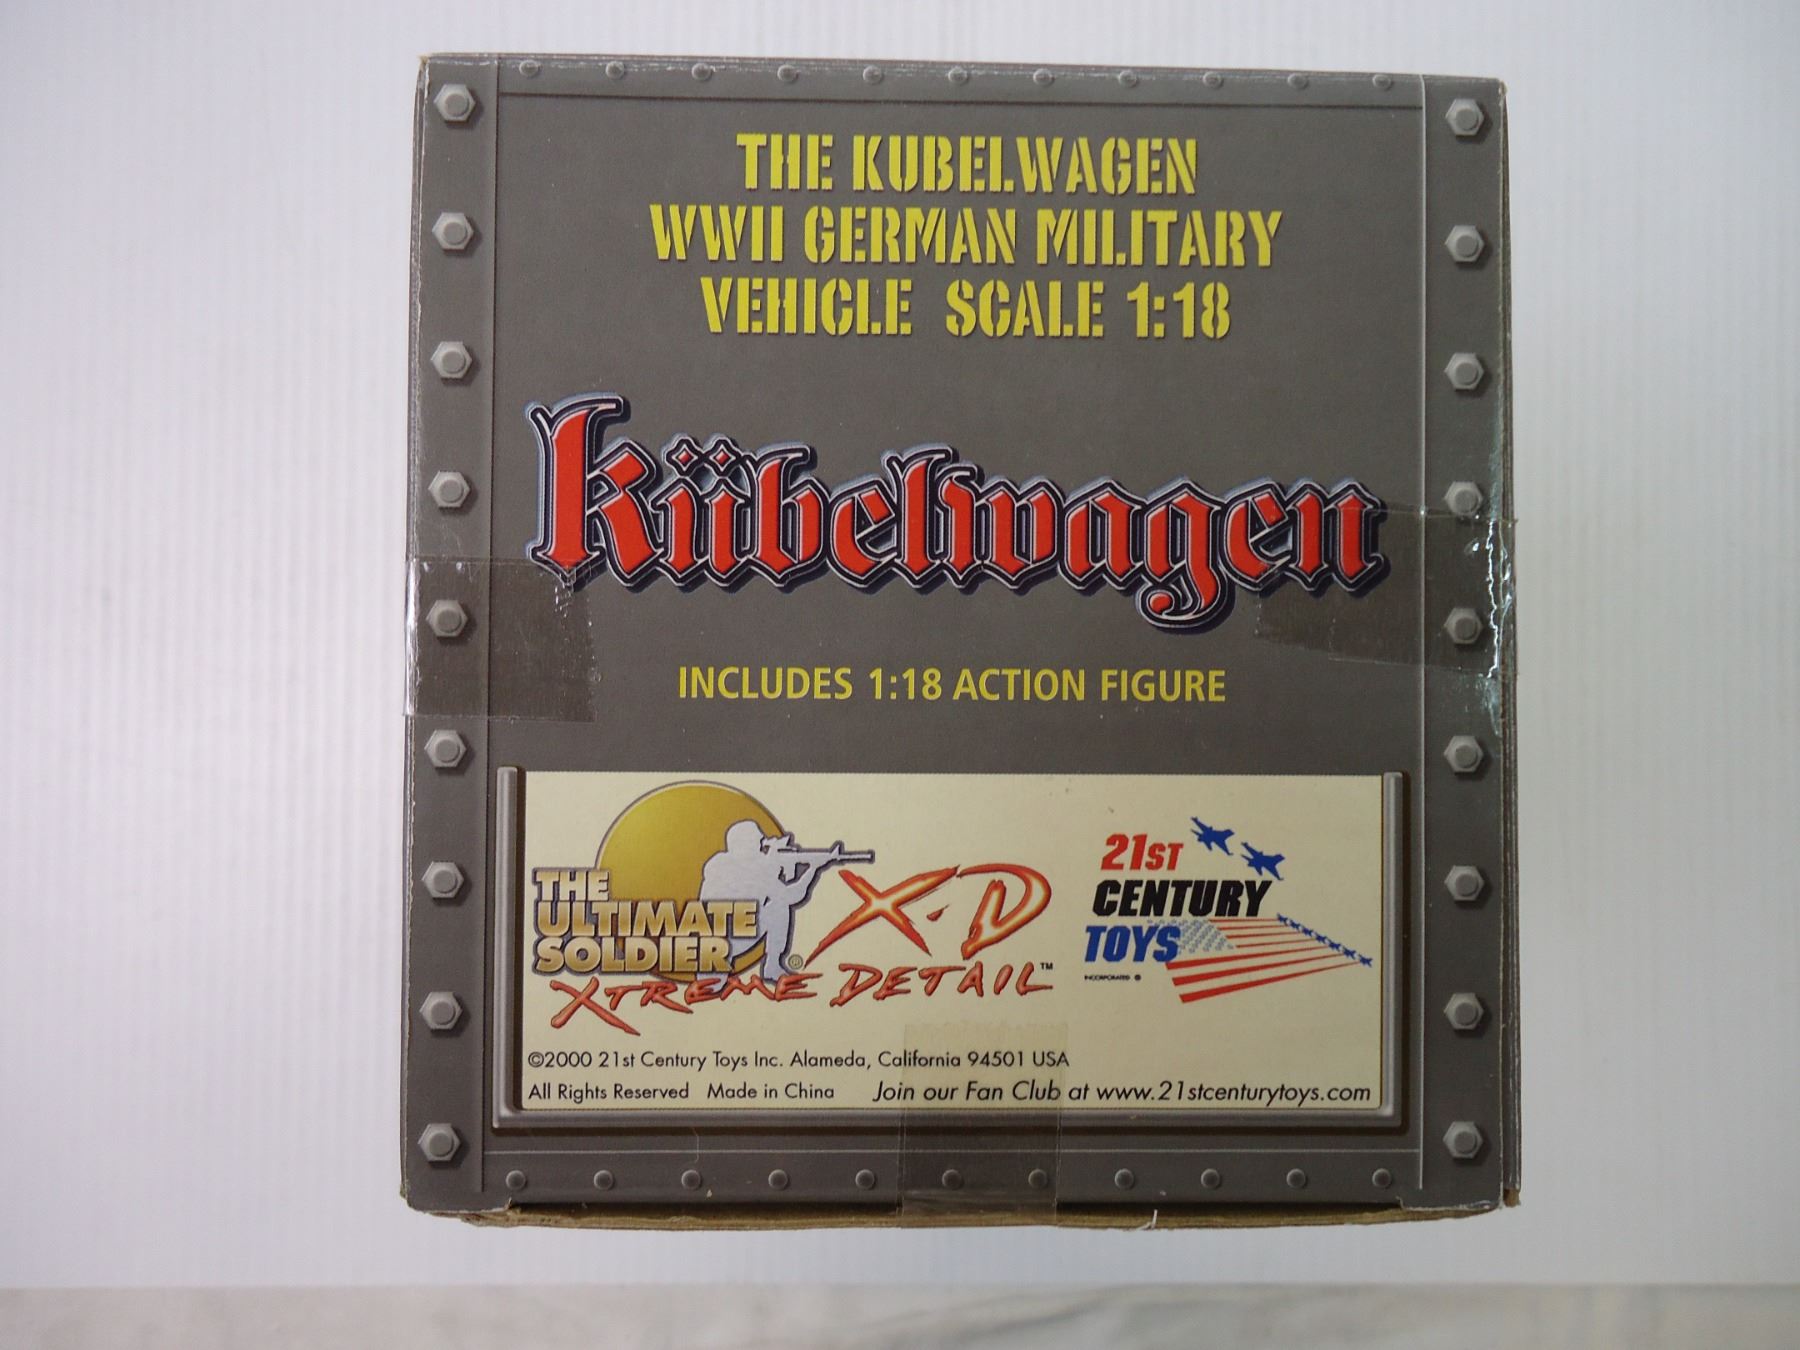 THE KUBELWAGEN
WWII GERMAN MILITARY
VEHICLE SCALE 1:18
Kübelwagen
INCLUDES 1:18 ACTION FIGURE
THE
ULTIMATE
SOLDIER®
X-D
XTREME DETAIL™
21ST
CENTURY
TOYS
INCORPORATED ®
©2000 21st Century Toys Inc. Alameda, California 94501 USA
All Rights Reserved Made in China Join our Fan Club at www.21stcenturytoys.com